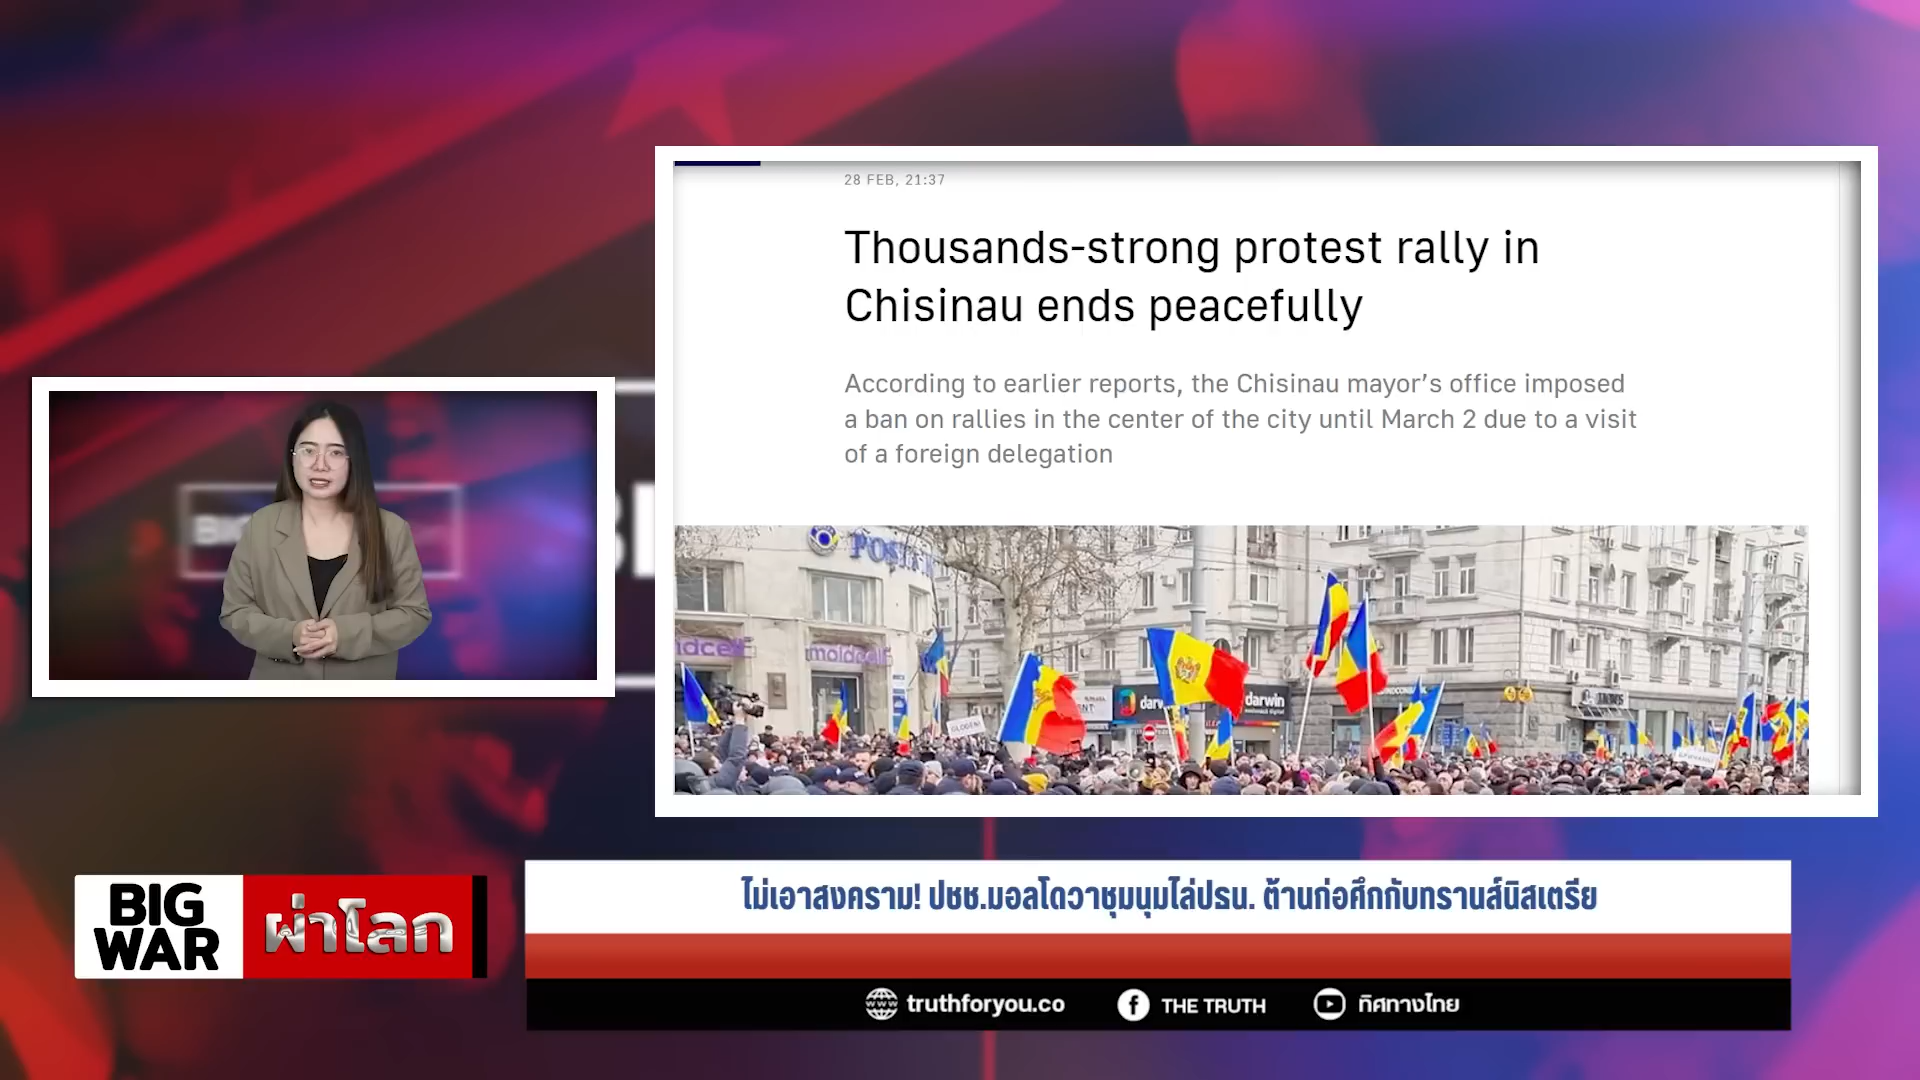 28 FEB, 21:37
Thousands-strong protest rally in
Chisinau ends peacefully
According to earlier reports, the Chisinau mayor's office imposed
a ban on rallies in the center of the city until March 2 due to a visit
of a foreign delegation
POSTA
moldcell
darwin
BIG
WAR
ผ่าโลก
ไม่เอาสงคราม! ปชช.มอลโดวาชุมนุมไล่ปธน. ต้านก่อศึกกับทรานส์นิสเตรีย
truthforyou.co
THE TRUTH
ทิศทางไทย